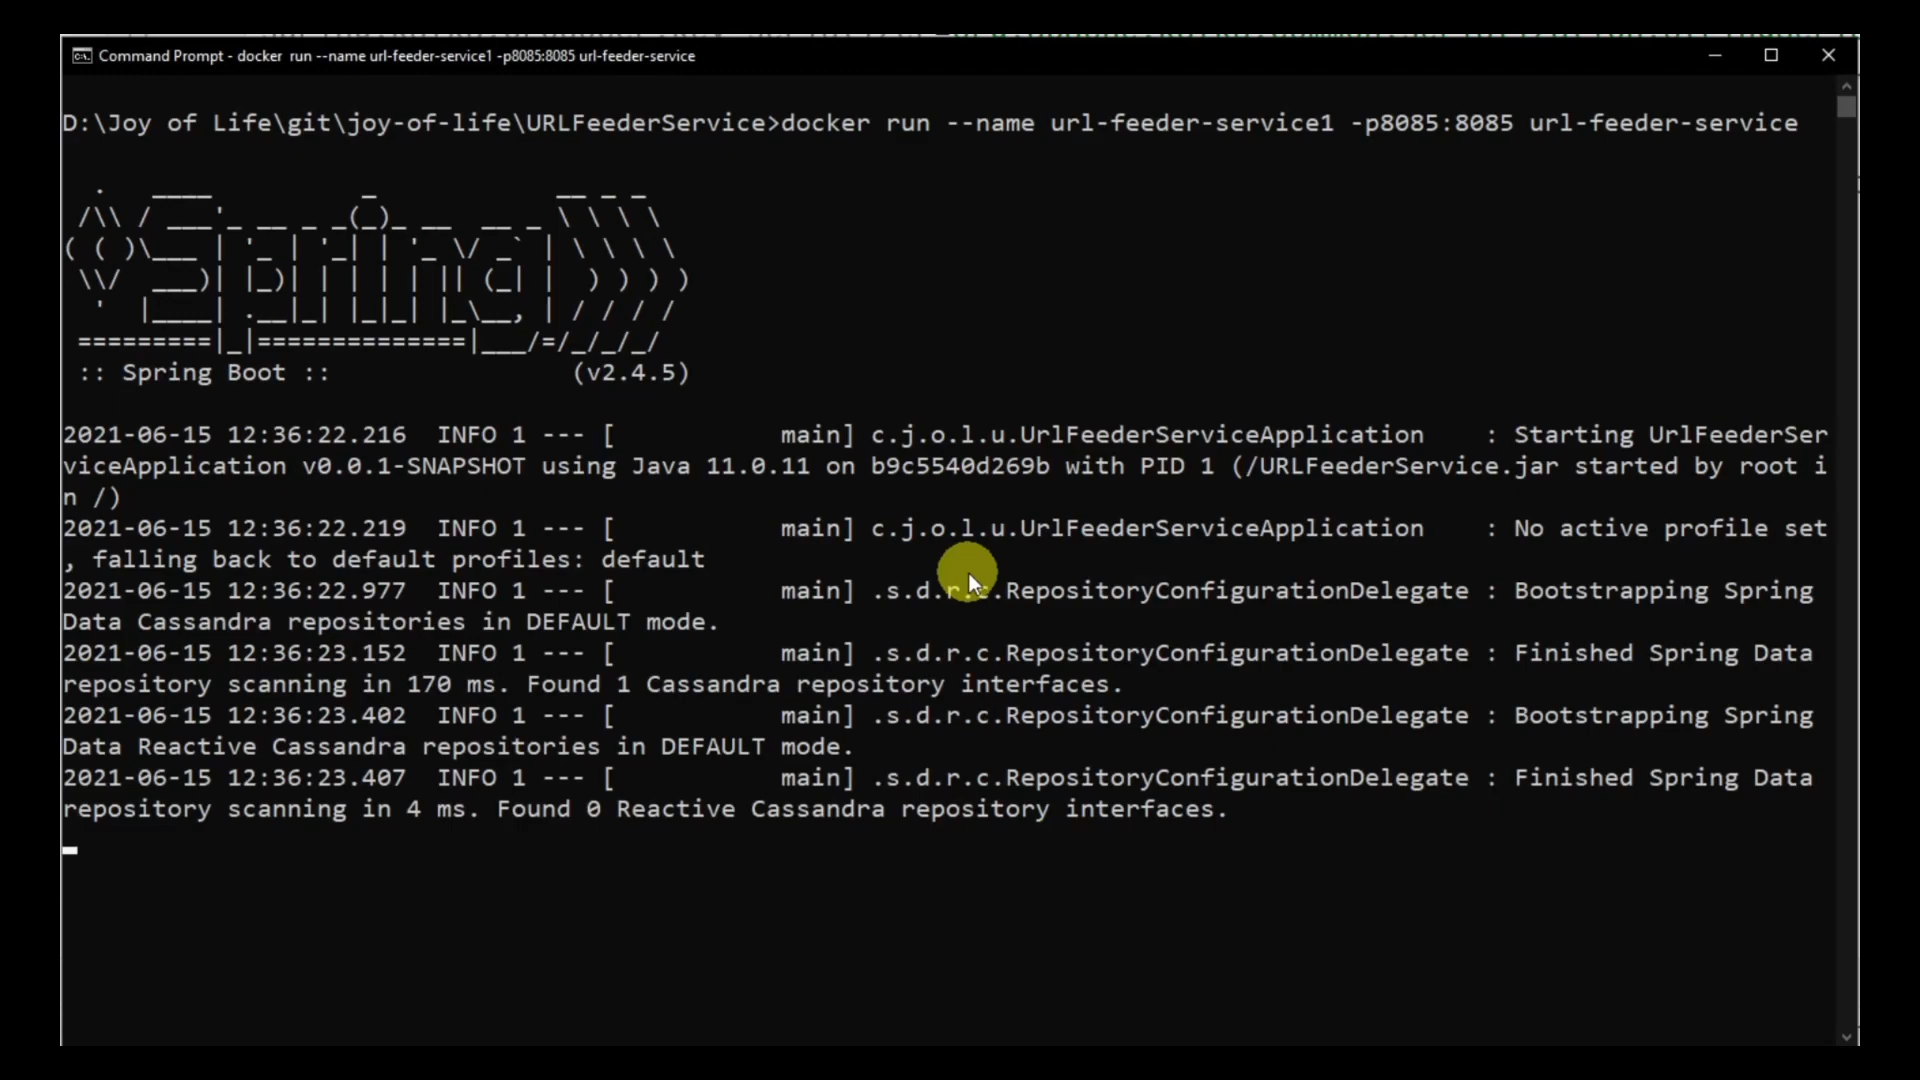 Command Prompt - docker  run --name url-feeder-service1 -p8085:8085 url-feeder-service
D:\Joy of Life\git\joy-of-life\URLFeederService>docker run --name url-feeder-service1 -p8085:8085 url-feeder-service
  .   ____          _            __ _ _
 /\\ / ___'_ __ _ _(_)_ __  __ _ \ \ \ \
( ( )\___ | '_ | '_| | '_ \/ _` | \ \ \ \
 \\/  ___)| |_)| | | | | || (_| |  ) ) ) )
  '  |____| .__|_| |_|_| |_\__, | / / / /
 =========|_|==============|___/=/_/_/_/
 :: Spring Boot ::                (v2.4.5)
2021-06-15 12:36:22.216  INFO 1 --- [           main] c.j.o.l.u.UrlFeederServiceApplication    : Starting UrlFeederSer
viceApplication v0.0.1-SNAPSHOT using Java 11.0.11 on b9c5540d269b with PID 1 (/URLFeederService.jar started by root i
n /)
2021-06-15 12:36:22.219  INFO 1 --- [           main] c.j.o.l.u.UrlFeederServiceApplication    : No active profile set
, falling back to default profiles: default
2021-06-15 12:36:22.977  INFO 1 --- [           main] .s.d.r.c.RepositoryConfigurationDelegate : Bootstrapping Spring
Data Cassandra repositories in DEFAULT mode.
2021-06-15 12:36:23.152  INFO 1 --- [           main] .s.d.r.c.RepositoryConfigurationDelegate : Finished Spring Data
repository scanning in 170 ms. Found 1 Cassandra repository interfaces.
2021-06-15 12:36:23.402  INFO 1 --- [           main] .s.d.r.c.RepositoryConfigurationDelegate : Bootstrapping Spring
Data Reactive Cassandra repositories in DEFAULT mode.
2021-06-15 12:36:23.407  INFO 1 --- [           main] .s.d.r.c.RepositoryConfigurationDelegate : Finished Spring Data
repository scanning in 4 ms. Found 0 Reactive Cassandra repository interfaces.